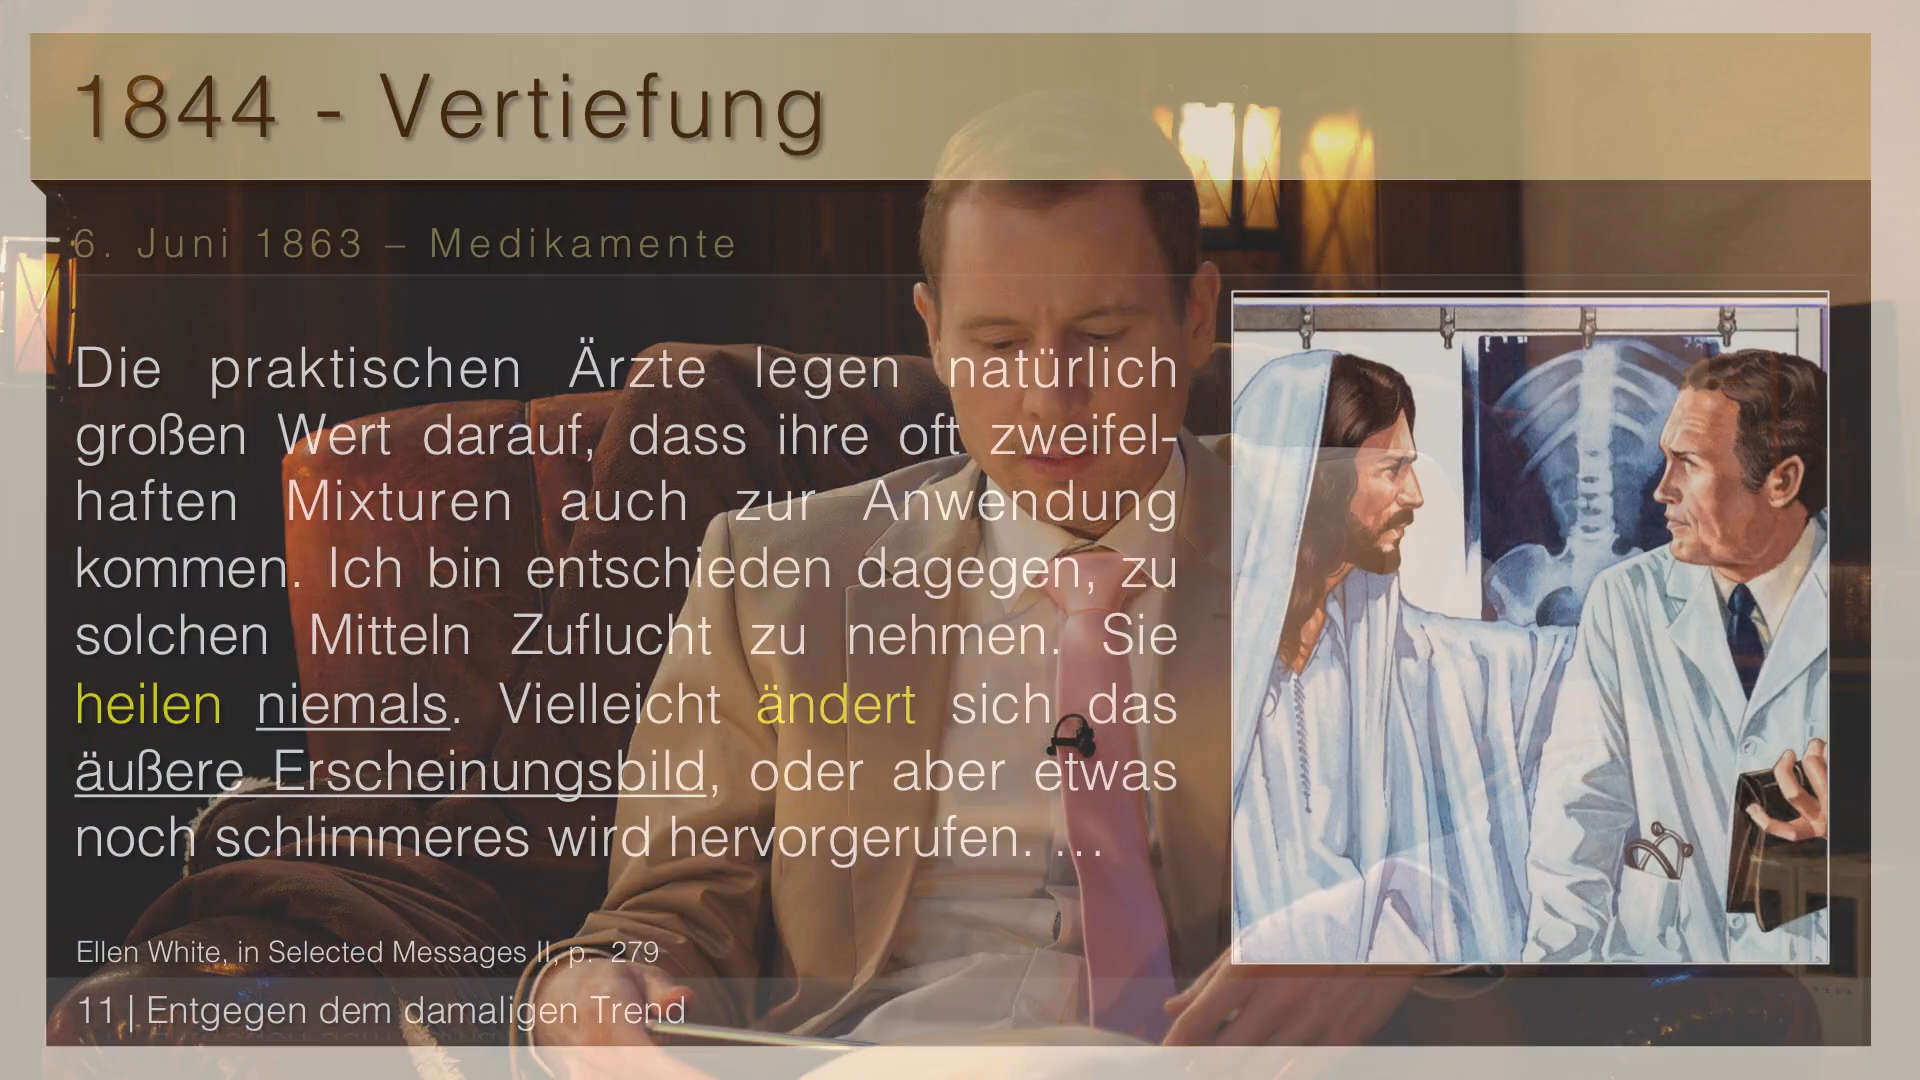 1844 - Vertiefung
6. Juni 1863 – Medikamente
Die praktischen Ärzte legen natürlich
großen Wert darauf, dass ihre oft zweifel-
haften Mixturen auch zur Anwendung
kommen. Ich bin entschieden dagegen, zu
solchen Mitteln Zuflucht zu nehmen. Sie
heilen niemals. Vielleicht ändert sich das
äußere Erscheinungsbild, oder aber etwas
noch schlimmeres wird hervorgerufen. …
Ellen White, in Selected Messages II, p. 279
11 | Entgegen dem damaligen Trend